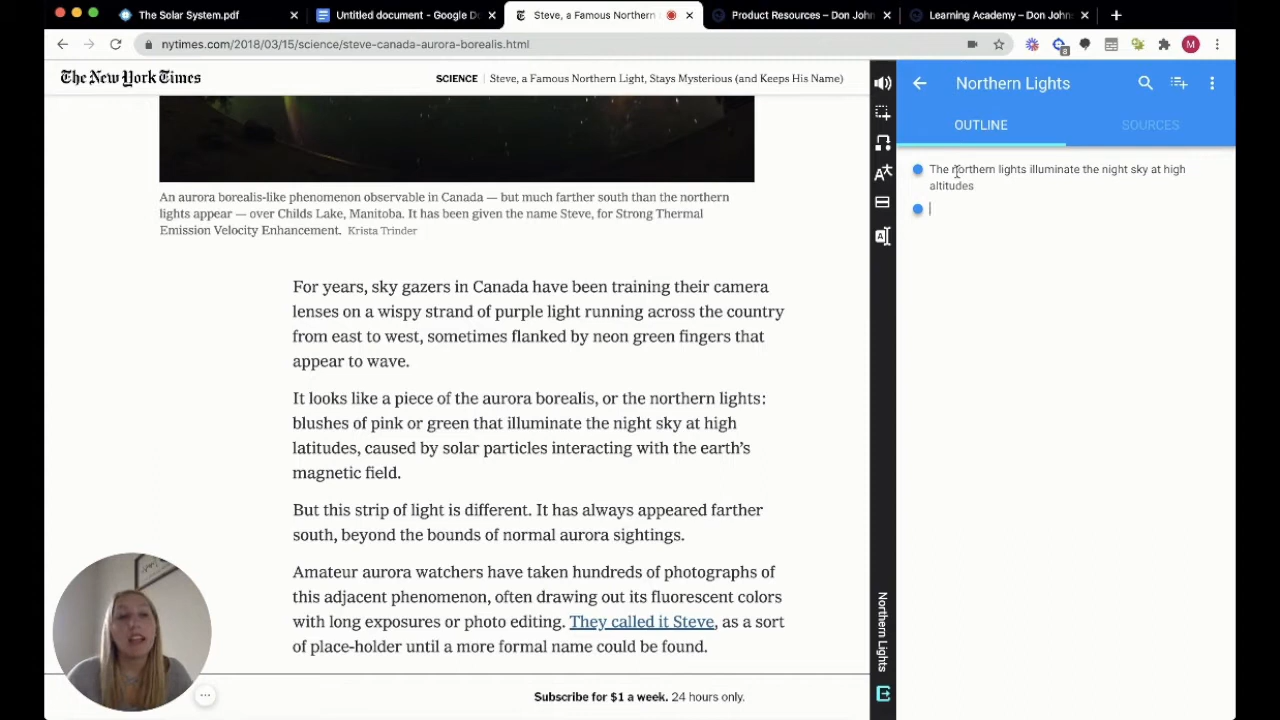 The Solar System.pdf
Untitled document - Google D
Steve, a Famous Northern
Product Resources – Don John
Learning Academy – Don Johns
nytimes.com/2018/03/15/science/steve-canada-aurora-borealis.html
8
M
The New York Times
SCIENCE | Steve, a Famous Northern Light, Stays Mysterious (and Keeps His Name)
Northern Lights
OUTLINE
SOURCES
The northern lights illuminate the night sky at high
altitudes
An aurora borealis-like phenomenon observable in Canada — but much farther south than the northern
lights appear — over Childs Lake, Manitoba. It has been given the name Steve, for Strong Thermal
Emission Velocity Enhancement. Krista Trinder
For years, sky gazers in Canada have been training their camera
lenses on a wispy strand of purple light running across the country
from east to west, sometimes flanked by neon green fingers that
appear to wave.
It looks like a piece of the aurora borealis, or the northern lights:
blushes of pink or green that illuminate the night sky at high
latitudes, caused by solar particles interacting with the earth’s
magnetic field.
But this strip of light is different. It has always appeared farther
south, beyond the bounds of normal aurora sightings.
Amateur aurora watchers have taken hundreds of photographs of
this adjacent phenomenon, often drawing out its fluorescent colors
with long exposures or photo editing. They called it Steve, as a sort
of place-holder until a more formal name could be found.
Northern Lights
Subscribe for $1 a week. 24 hours only.